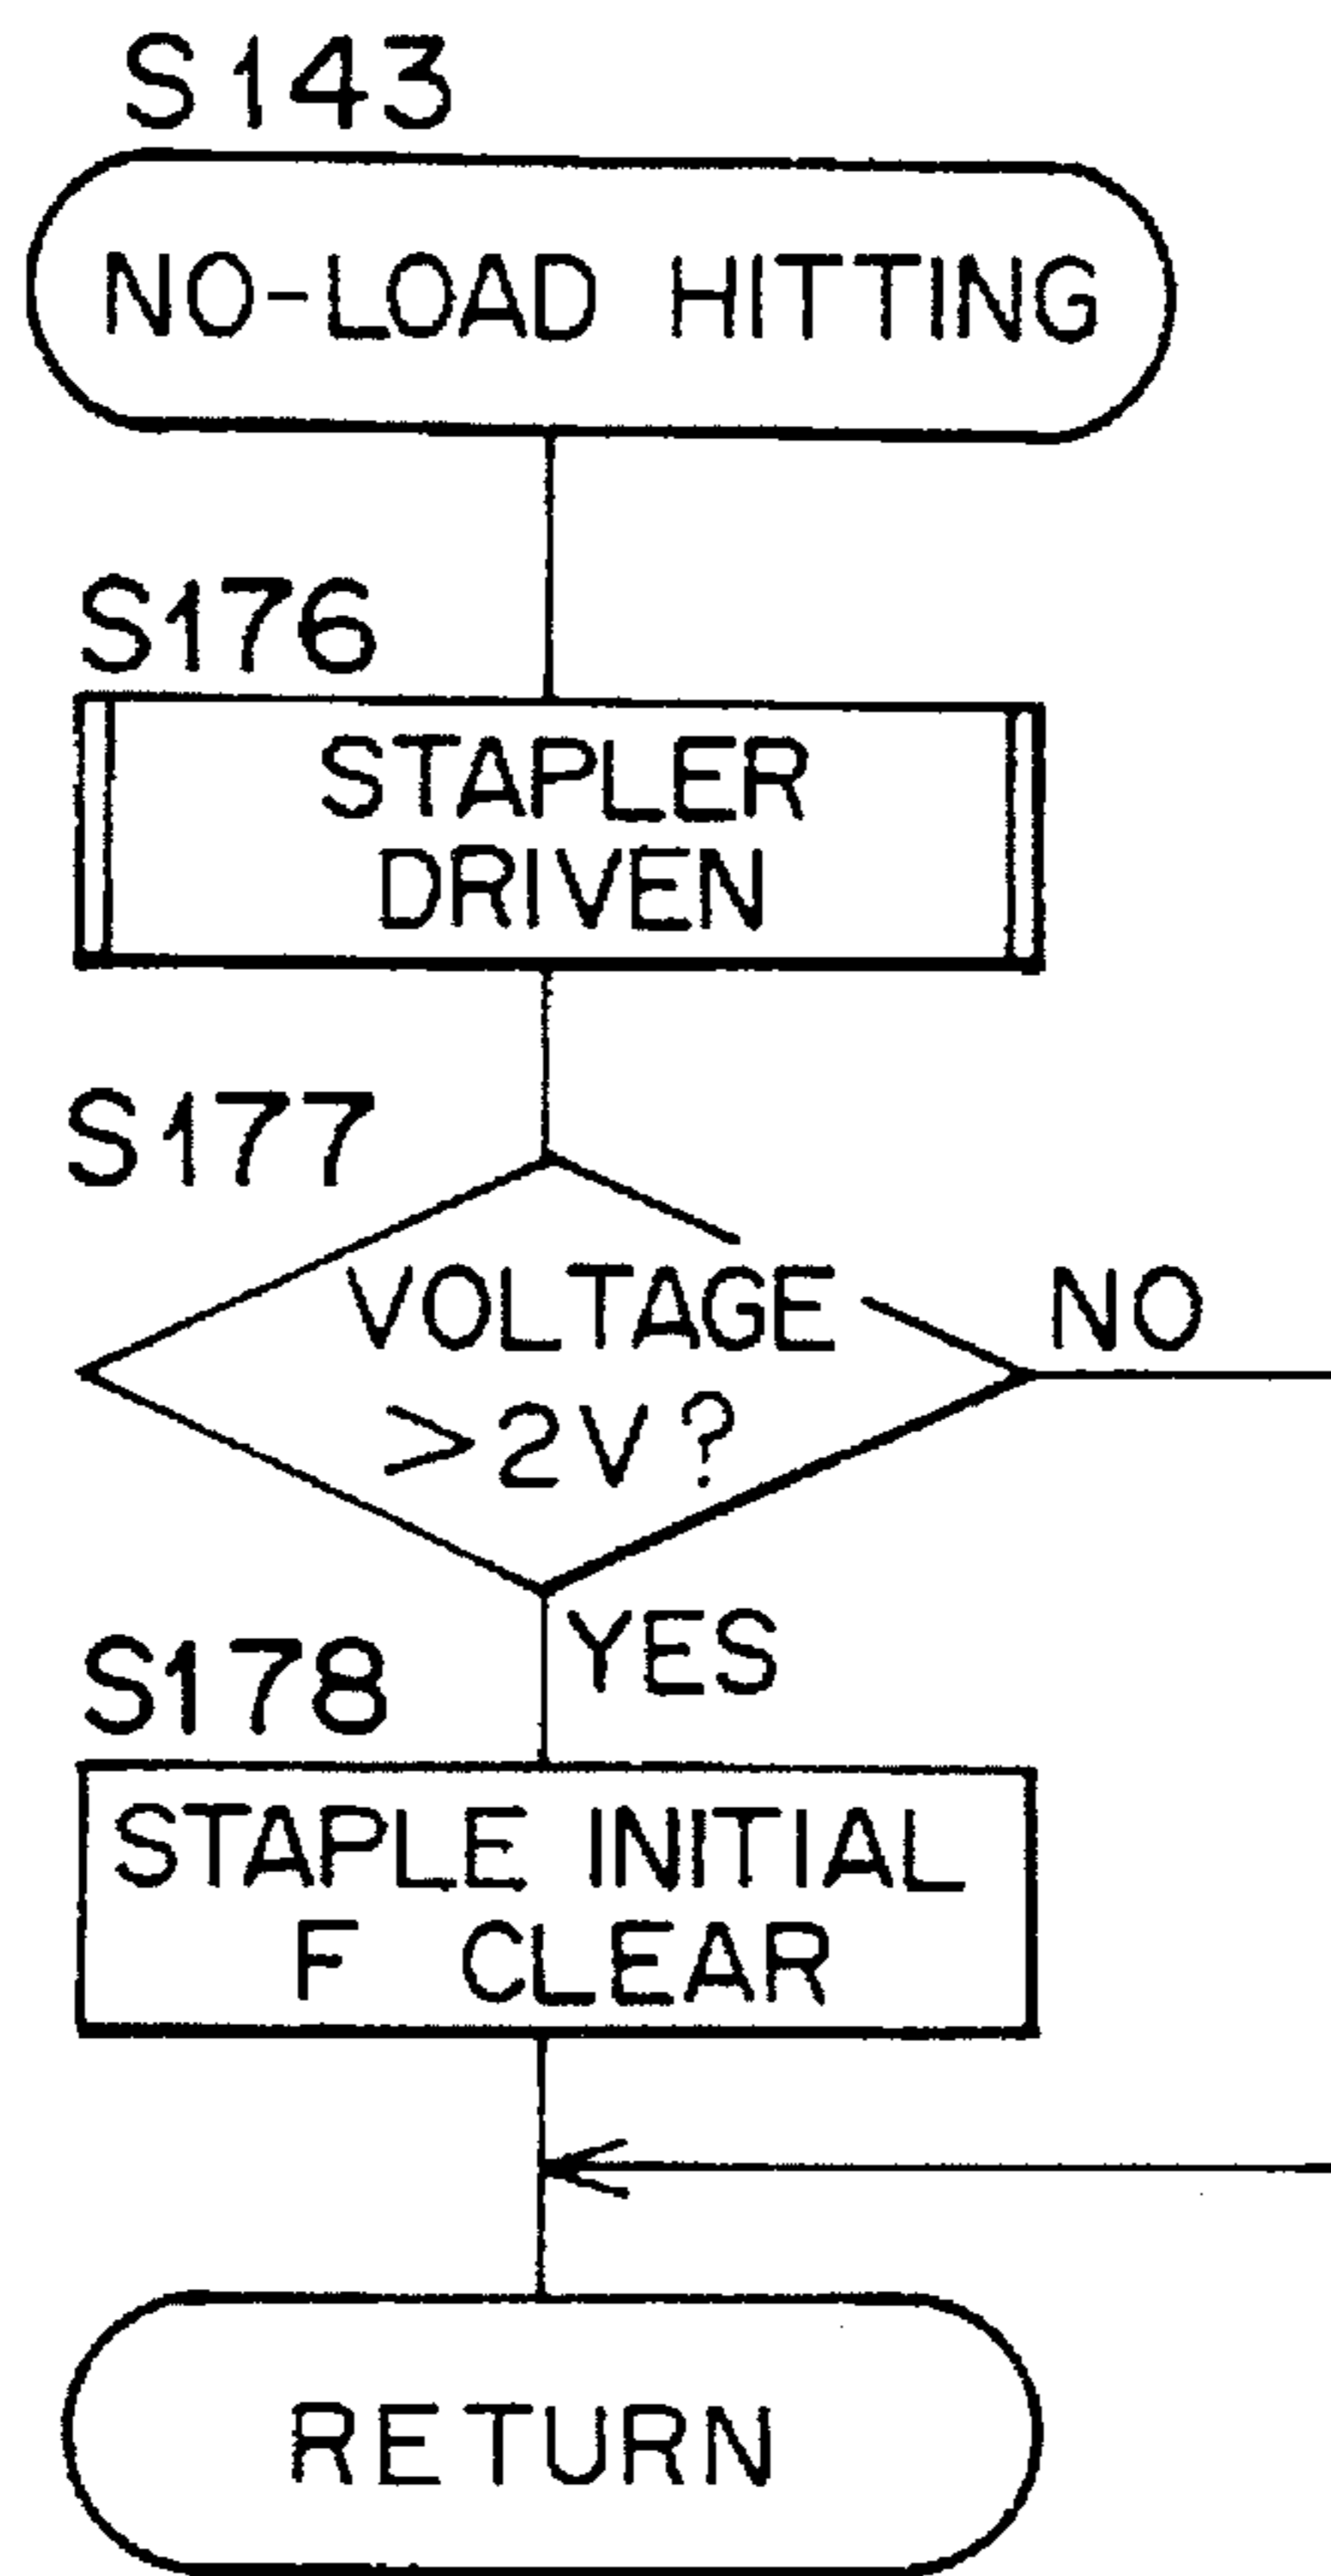 S143
NO-LOAD HITTING
S176
STAPLER
DRIVEN
S177
VOLTAGE
>2V?
NO
YES
S178
STAPLE INITIAL
F CLEAR
RETURN